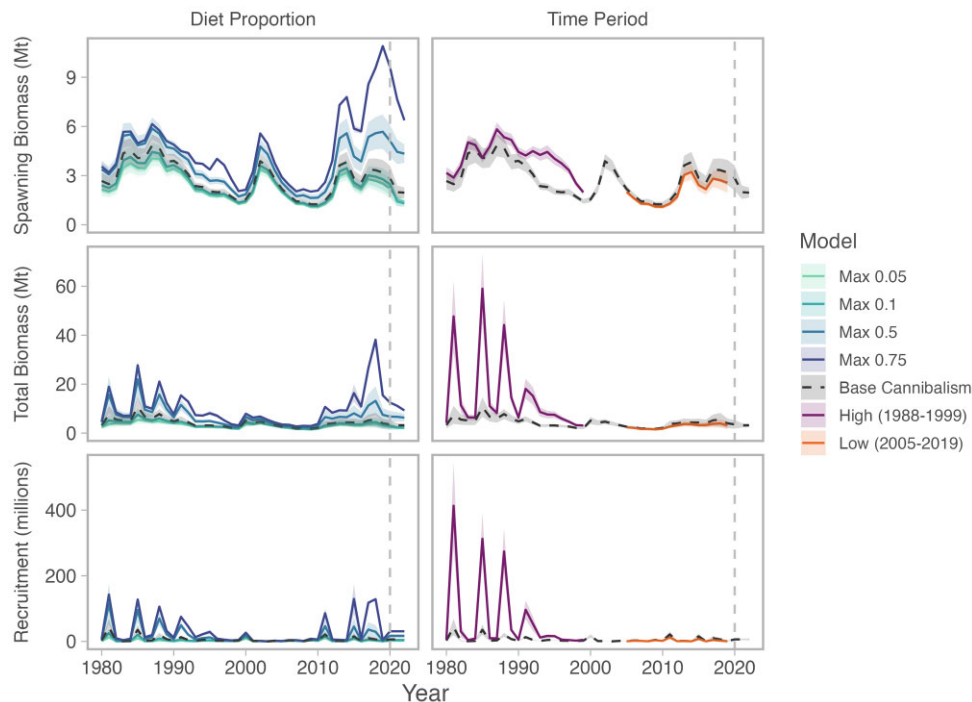 Diet Proportion
Time Period
Spawning Biomass (Mt)
9
6
3
0
Total Biomass (Mt)
60
40
20
0
Recruitment (millions)
400
200
0
1980 1990 2000 2010 2020
1980 1990 2000 2010 2020
Year
Model
Max 0.05
Max 0.1
Max 0.5
Max 0.75
Base Cannibalism
High (1988-1999)
Low (2005-2019)